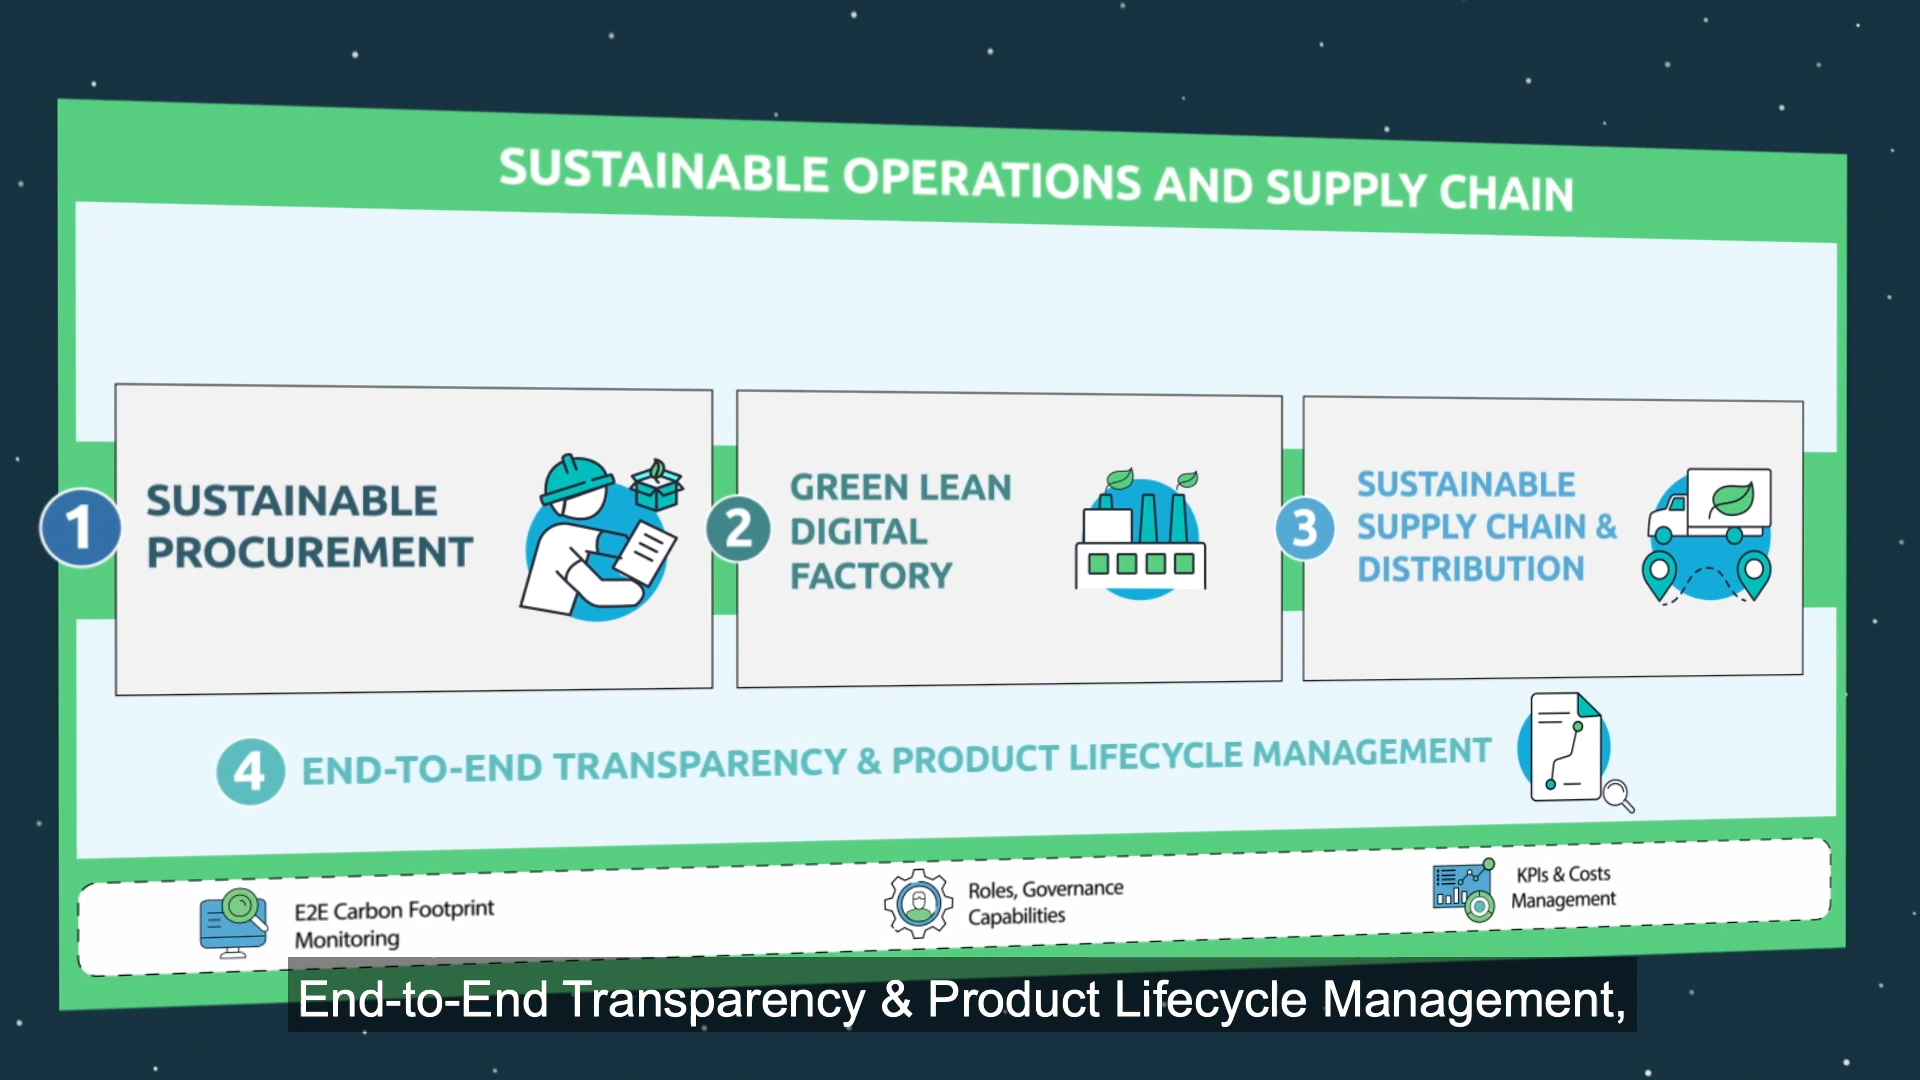 SUSTAINABLE OPERATIONS AND SUPPLY CHAIN
1
SUSTAINABLE
PROCUREMENT
2
GREEN LEAN
DIGITAL
FACTORY
3
SUSTAINABLE
SUPPLY CHAIN &
DISTRIBUTION
4 END-TO-END TRANSPARENCY & PRODUCT LIFECYCLE MANAGEMENT
E2E Carbon Footprint
Monitoring
Roles, Governance
Capabilities
KPIs & Costs
Management
End-to-End Transparency & Product Lifecycle Management,